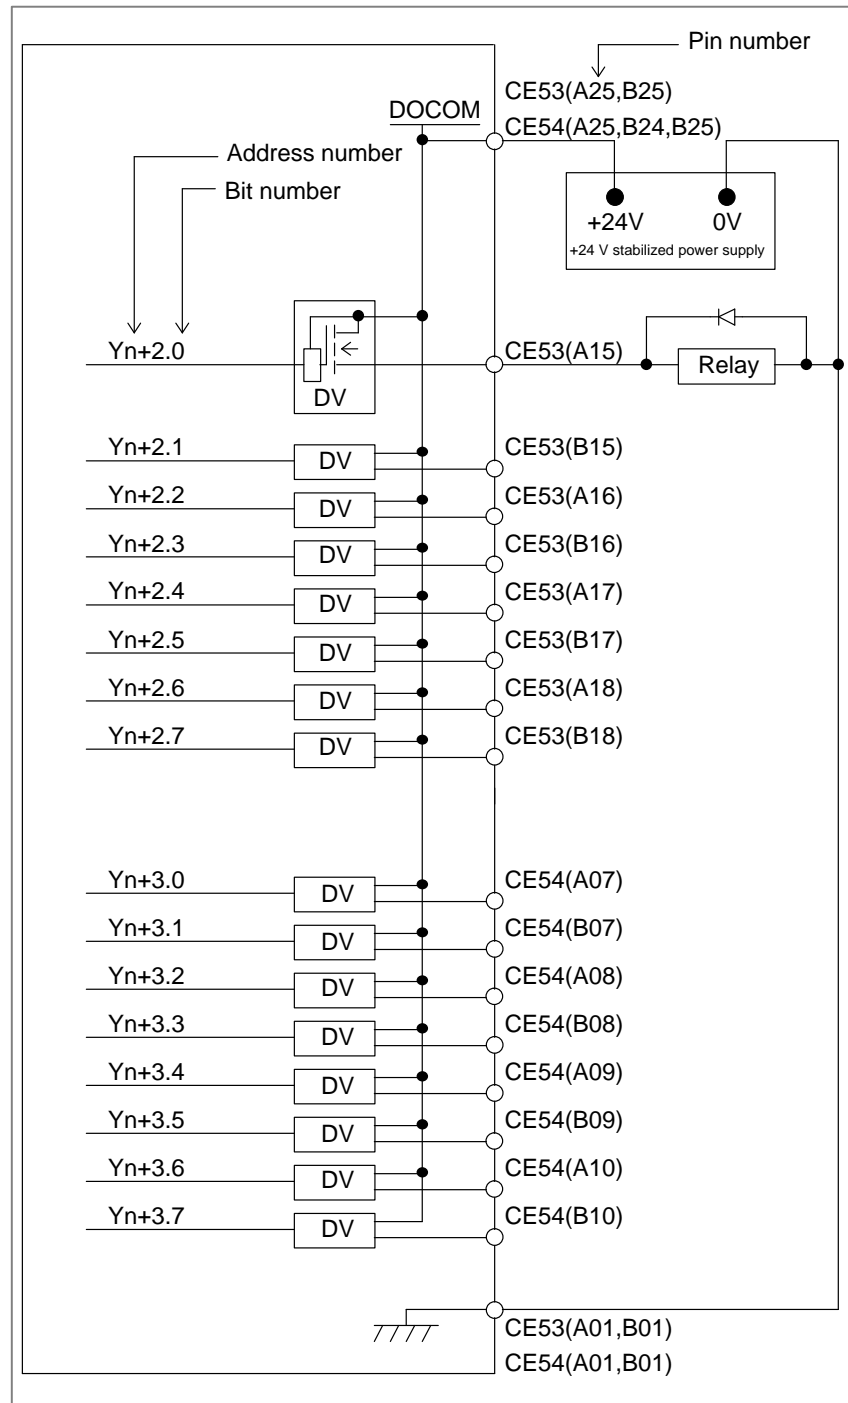 Pin number
CE53(A25,B25)
DOCOM
CE54(A25,B24,B25)
Address number
Bit number
+24V 0V
+24 V stabilized power supply
Yn+2.0 CE53(A15)
Relay
DV
Yn+2.1 DV CE53(B15)
Yn+2.2 DV CE53(A16)
Yn+2.3 DV CE53(B16)
Yn+2.4 DV CE53(A17)
Yn+2.5 DV CE53(B17)
Yn+2.6 DV CE53(A18)
Yn+2.7 DV CE53(B18)
Yn+3.0 DV CE54(A07)
Yn+3.1 DV CE54(B07)
Yn+3.2 DV CE54(A08)
Yn+3.3 DV CE54(B08)
Yn+3.4 DV CE54(A09)
Yn+3.5 DV CE54(B09)
Yn+3.6 DV CE54(A10)
Yn+3.7 DV CE54(B10)
CE53(A01,B01)
CE54(A01,B01)